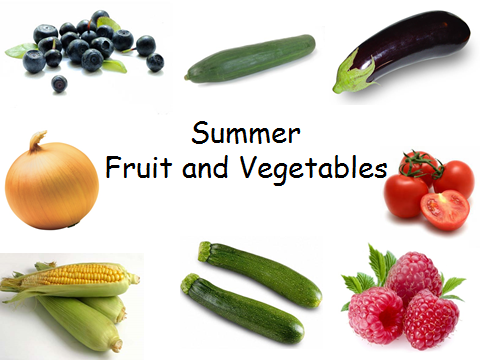 Summer
Fruit and Vegetables